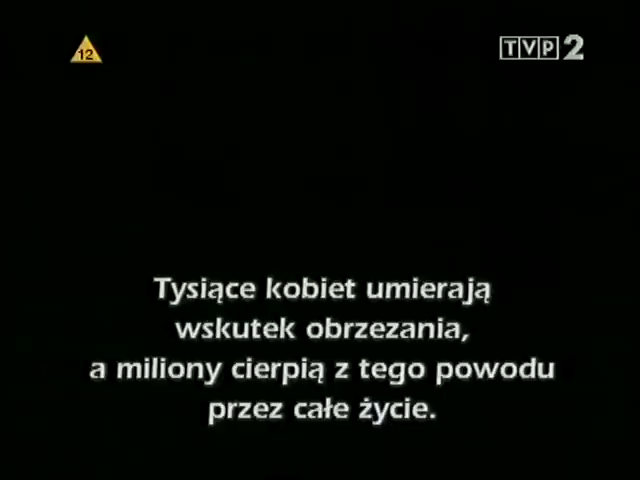 12
TVP2
Tysiące kobiet umierają
wskutek obrzezania,
a miliony cierpią z tego powodu
przez całe życie.